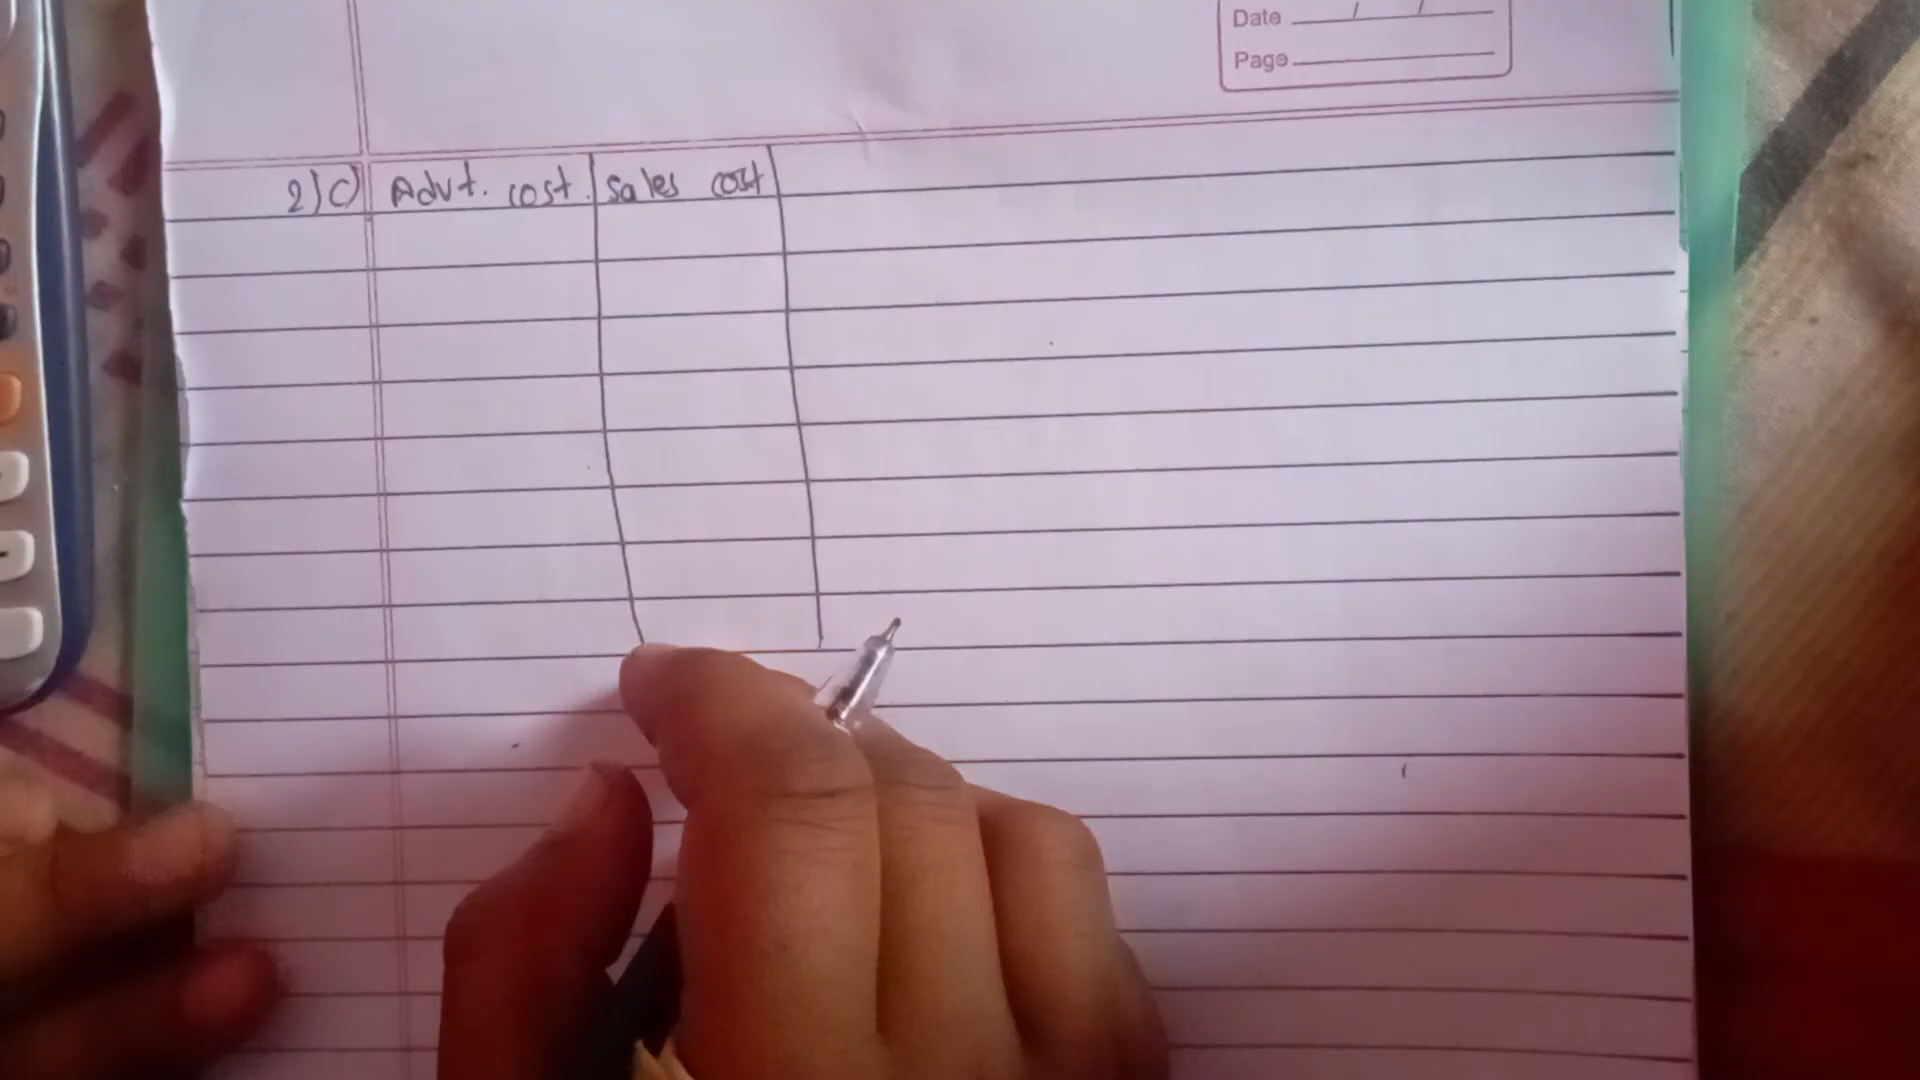 Date / /
Page
2)C) Advt. cost. sales cost